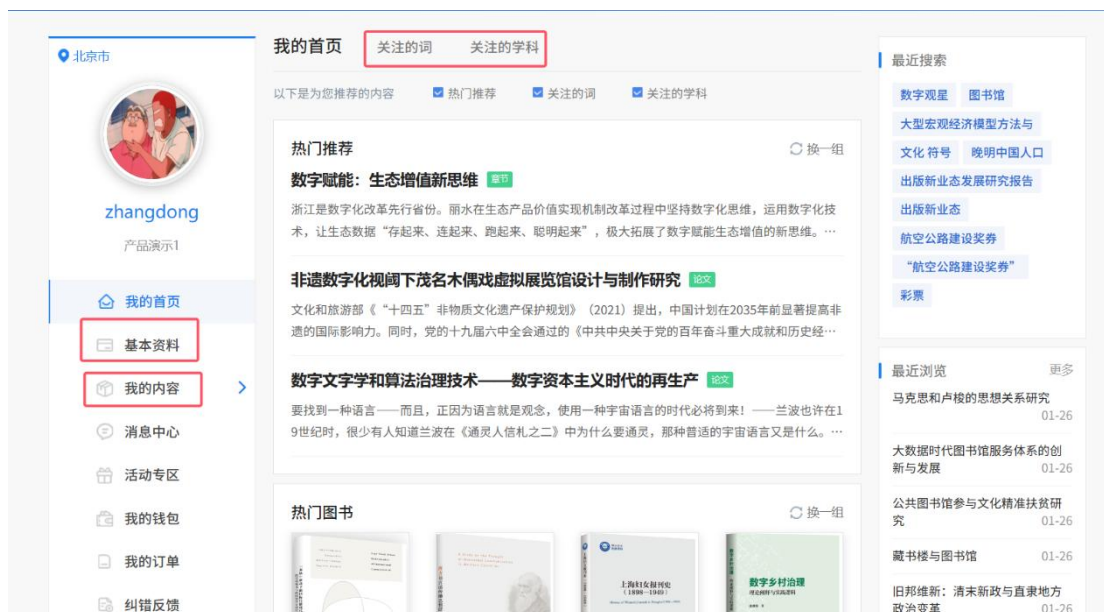 北京市
zhangdong
产品演示1
我的首页
基本资料
我的内容
消息中心
活动专区
我的钱包
我的订单
纠错反馈
我的首页 关注的词 关注的学科
以下是为您推荐的内容 热门推荐 关注的词 关注的学科
热门推荐 换一组
数字赋能：生态增值新思维 章节
浙江是数字化改革先行省份。丽水在生态产品价值实现机制改革过程中坚持数字化思维，运用数字化技
术，让生态数据“存起来、连起来、跑起来、聪明起来”，极大拓展了数字赋能生态增值的新思维。…
非遗数字化视阈下茂名木偶戏虚拟展览馆设计与制作研究 论文
文化和旅游部《“十四五”非物质文化遗产保护规划》（2021）提出，中国计划在2035年前显著提高非
遗的国际影响力。同时，党的十九届六中全会通过的《中共中央关于党的百年奋斗重大成就和历史经…
数字文字学和算法治理技术——数字资本主义时代的再生产 论文
要找到一种语言——而且，正因为语言就是观念，使用一种宇宙语言的时代必将到来！——兰波也许在1
9世纪时，很少有人知道兰波在《通灵人信札之二》中为什么要通灵，那种普适的宇宙语言又是什么。…
热门图书 换一组
上海妇女报刊史
（1898—1949）
数字乡村治理
最近搜索
数字观星 图书馆
大型宏观经济模型方法与
文化 符号 晚明中国人口
出版新业态发展研究报告
出版新业态
航空公路建设奖券
“航空公路建设奖券”
彩票
最近浏览 更多
马克思和卢梭的思想关系研究
01-26
大数据时代图书馆服务体系的创
新与发展 01-26
公共图书馆参与文化精准扶贫研
究 01-26
藏书楼与图书馆 01-26
旧邦维新：清末新政与直隶地方
政治变革 01-26